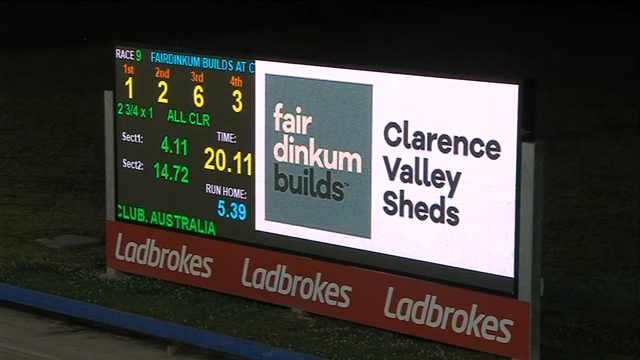 RACE 9 FAIRDINKUM BUILDS AT C
1st 2nd 3rd 4th
1 2 6 3
2 3/4 x 1 ALL CLR
Sect1: 4.11 TIME:
20.11
Sect2: 14.72
RUN HOME:
5.39
CLUB. AUSTRALIA
fair
dinkum
builds™
Clarence
Valley
Sheds
Ladbrokes Ladbrokes Ladbrokes